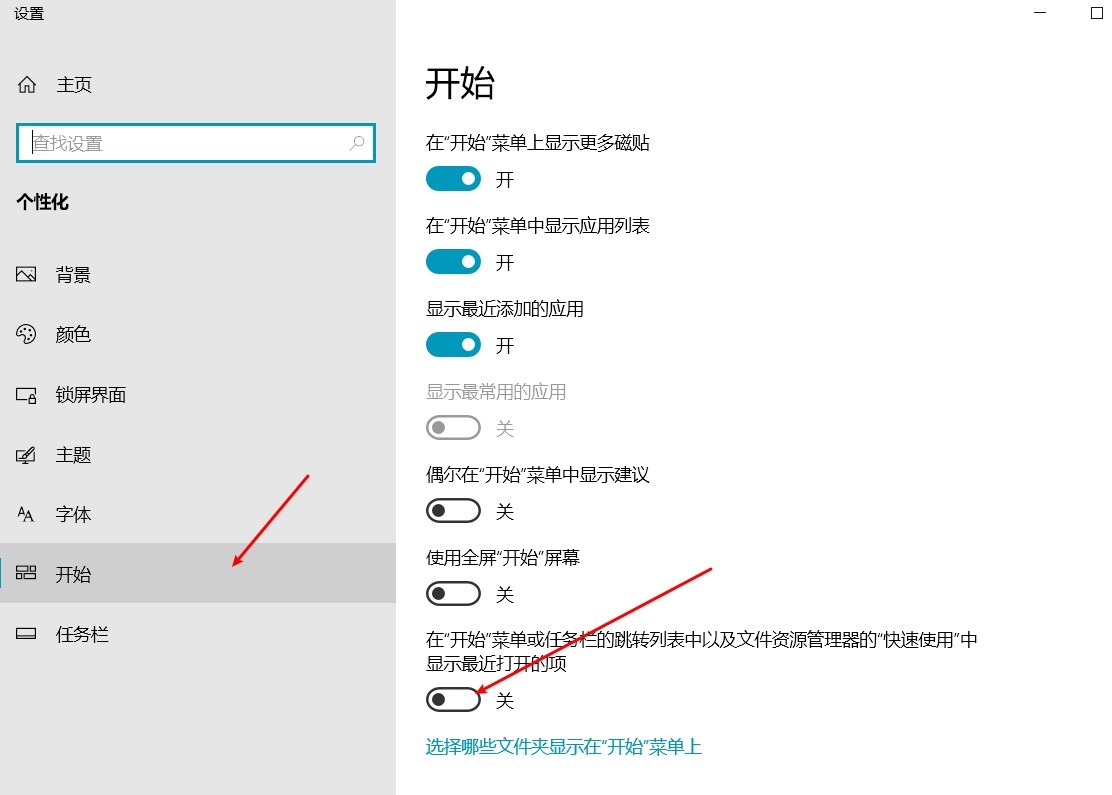 设置
主页
查找设置
个性化
背景
颜色
锁屏界面
主题
字体
开始
任务栏
开始
在“开始”菜单上显示更多磁贴
开
在“开始”菜单中显示应用列表
开
显示最近添加的应用
开
显示最常用的应用
关
偶尔在“开始”菜单中显示建议
关
使用全屏“开始”屏幕
关
在“开始”菜单或任务栏的跳转列表中以及文件资源管理器的“快速使用”中
显示最近打开的项
关
选择哪些文件夹显示在“开始”菜单上